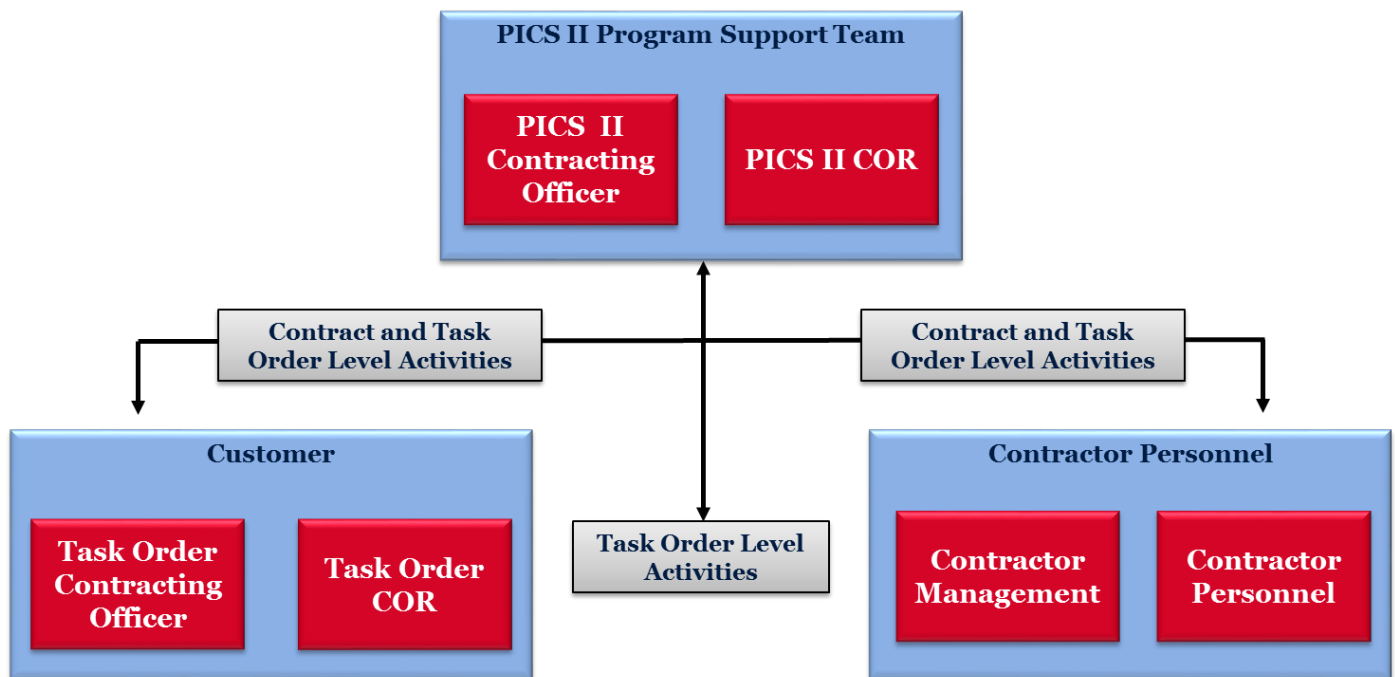 PICS II Program Support Team
PICS II
Contracting
Officer
PICS II COR
Contract and Task
Order Level Activities
Contract and Task
Order Level Activities
Customer
Task Order
Contracting
Officer
Task Order
COR
Task Order Level
Activities
Contractor Personnel
Contractor
Management
Contractor
Personnel